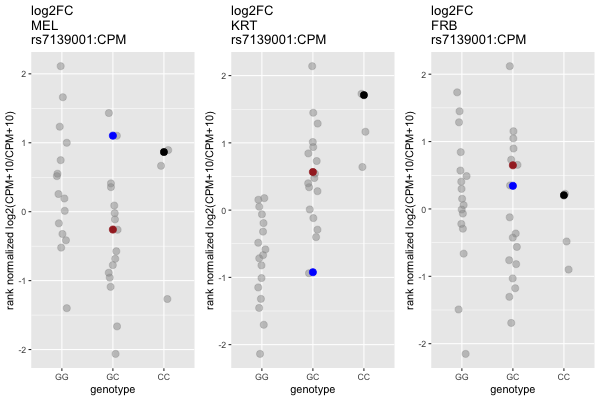 log2FC
MEL
rs7139001:CPM
rank normalized log2(CPM+10/CPM+10)
2
1
0
-1
-2
GG
GC
CC
genotype
log2FC
KRT
rs7139001:CPM
rank normalized log2(CPM+10/CPM+10)
2
1
0
-1
-2
GG
GC
CC
genotype
log2FC
FRB
rs7139001:CPM
rank normalized log2(CPM+10/CPM+10)
2
1
0
-1
-2
GG
GC
CC
genotype